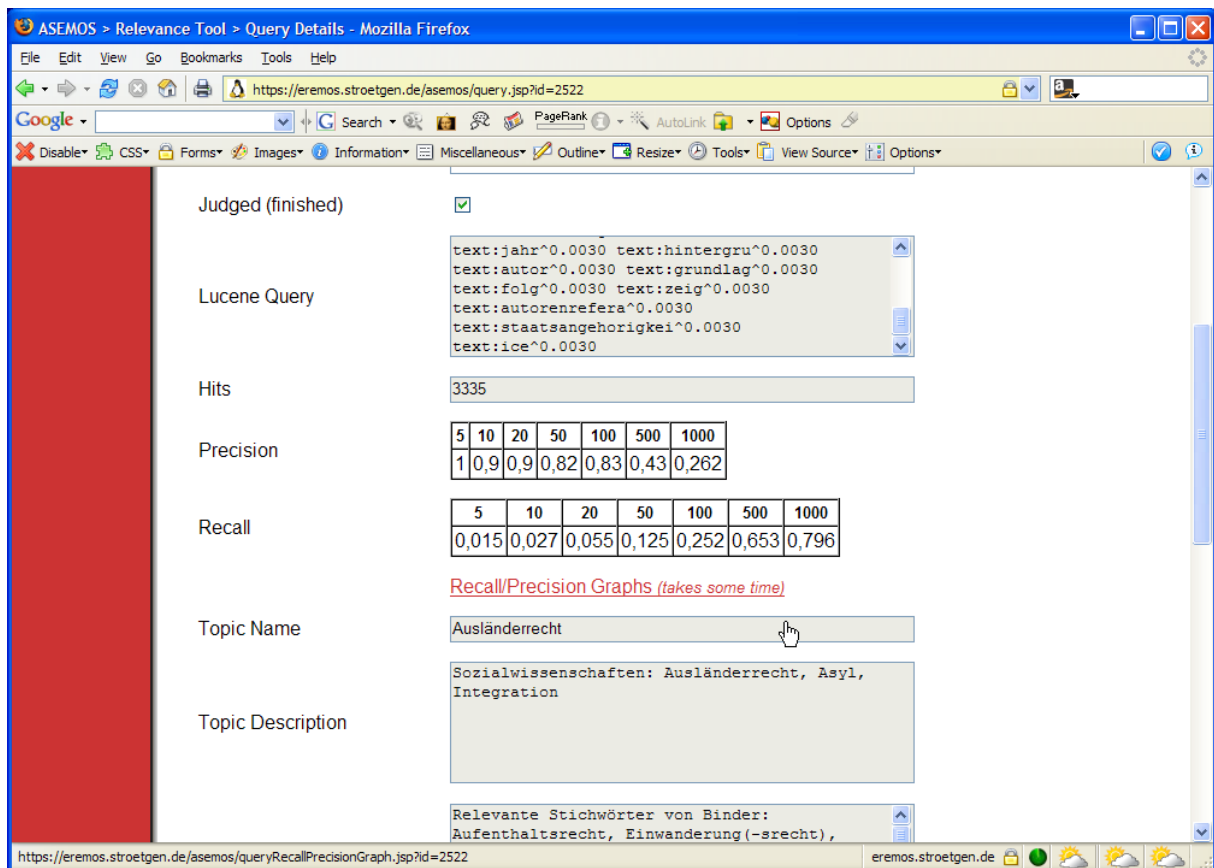 ASEMOS > Relevance Tool > Query Details - Mozilla Firefox
File Edit View Go Bookmarks Tools Help
https://eremos.stroetgen.de/asemos/query.jsp?id=2522
Google Search PageRank AutoLink Options
Disable CSS Forms Images Information Miscellaneous Outline Resize Tools View Source Options
Judged (finished)
Lucene Query
text:jahr^0.0030 text:hintergru^0.0030
text:autor^0.0030 text:grundlag^0.0030
text:folg^0.0030 text:zeig^0.0030
text:autorenrefera^0.0030
text:staatsangehorigkei^0.0030
text:ice^0.0030
Hits 3335
Precision
5 10 20 50 100 500 1000
1 0,9 0,9 0,82 0,83 0,43 0,262
Recall
5 10 20 50 100 500 1000
0,015 0,027 0,055 0,125 0,252 0,653 0,796
Recall/Precision Graphs (takes some time)
Topic Name Ausländerrecht
Topic Description
Sozialwissenschaften: Ausländerrecht, Asyl,
Integration
Relevante Stichwörter von Binder:
Aufenthaltsrecht, Einwanderung(-srecht),
https://eremos.stroetgen.de/asemos/queryRecallPrecisionGraph.jsp?id=2522 eremos.stroetgen.de